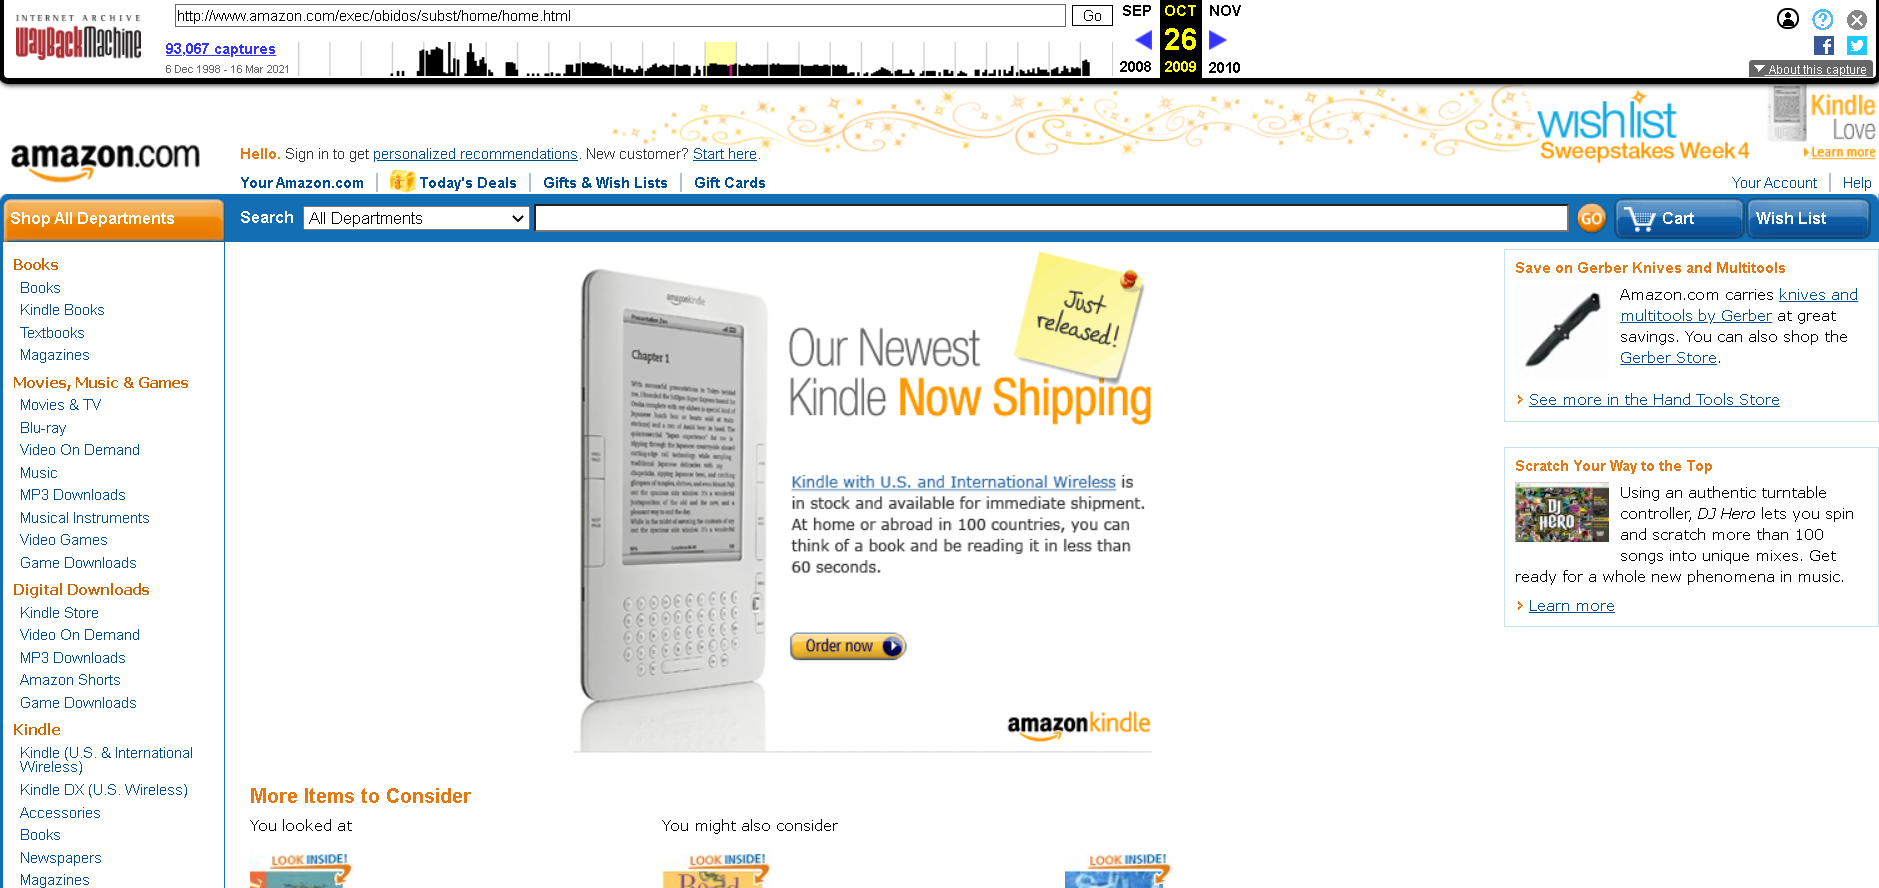 INTERNET ARCHIVE
WayBackMachine
http://www.amazon.com/exec/obidos/subst/home/home.html
Go
93,067 captures
6 Dec 1998 - 16 Mar 2021
SEP OCT NOV
26
2008 2009 2010
About this capture
amazon.com
Hello. Sign in to get personalized recommendations. New customer? Start here.
wishlist
Sweepstakes Week 4
Kindle
Love
Learn more
Your Amazon.com
Today's Deals
Gifts & Wish Lists
Gift Cards
Your Account
Help
Shop All Departments
Search
All Departments
GO
Cart
Wish List
Books
Books
Kindle Books
Textbooks
Magazines
Movies, Music & Games
Movies & TV
Blu-ray
Video On Demand
Music
MP3 Downloads
Musical Instruments
Video Games
Game Downloads
Digital Downloads
Kindle Store
Video On Demand
MP3 Downloads
Amazon Shorts
Game Downloads
Kindle
Kindle (U.S. & International
Wireless)
Kindle DX (U.S. Wireless)
Accessories
Books
Newspapers
Magazines
amazonkindle
Presentation Zen
Chapter 1
Just
released!
Our Newest
Kindle Now Shipping
Kindle with U.S. and International Wireless is
in stock and available for immediate shipment.
At home or abroad in 100 countries, you can
think of a book and be reading it in less than
60 seconds.
Order now
amazonkindle
Save on Gerber Knives and Multitools
Amazon.com carries knives and
multitools by Gerber at great
savings. You can also shop the
Gerber Store.
See more in the Hand Tools Store
Scratch Your Way to the Top
DJ
HERO
Using an authentic turntable
controller, DJ Hero lets you spin
and scratch more than 100
songs into unique mixes. Get
ready for a whole new phenomena in music.
Learn more
More Items to Consider
You looked at
You might also consider
LOOK INSIDE!
LOOK INSIDE!
LOOK INSIDE!